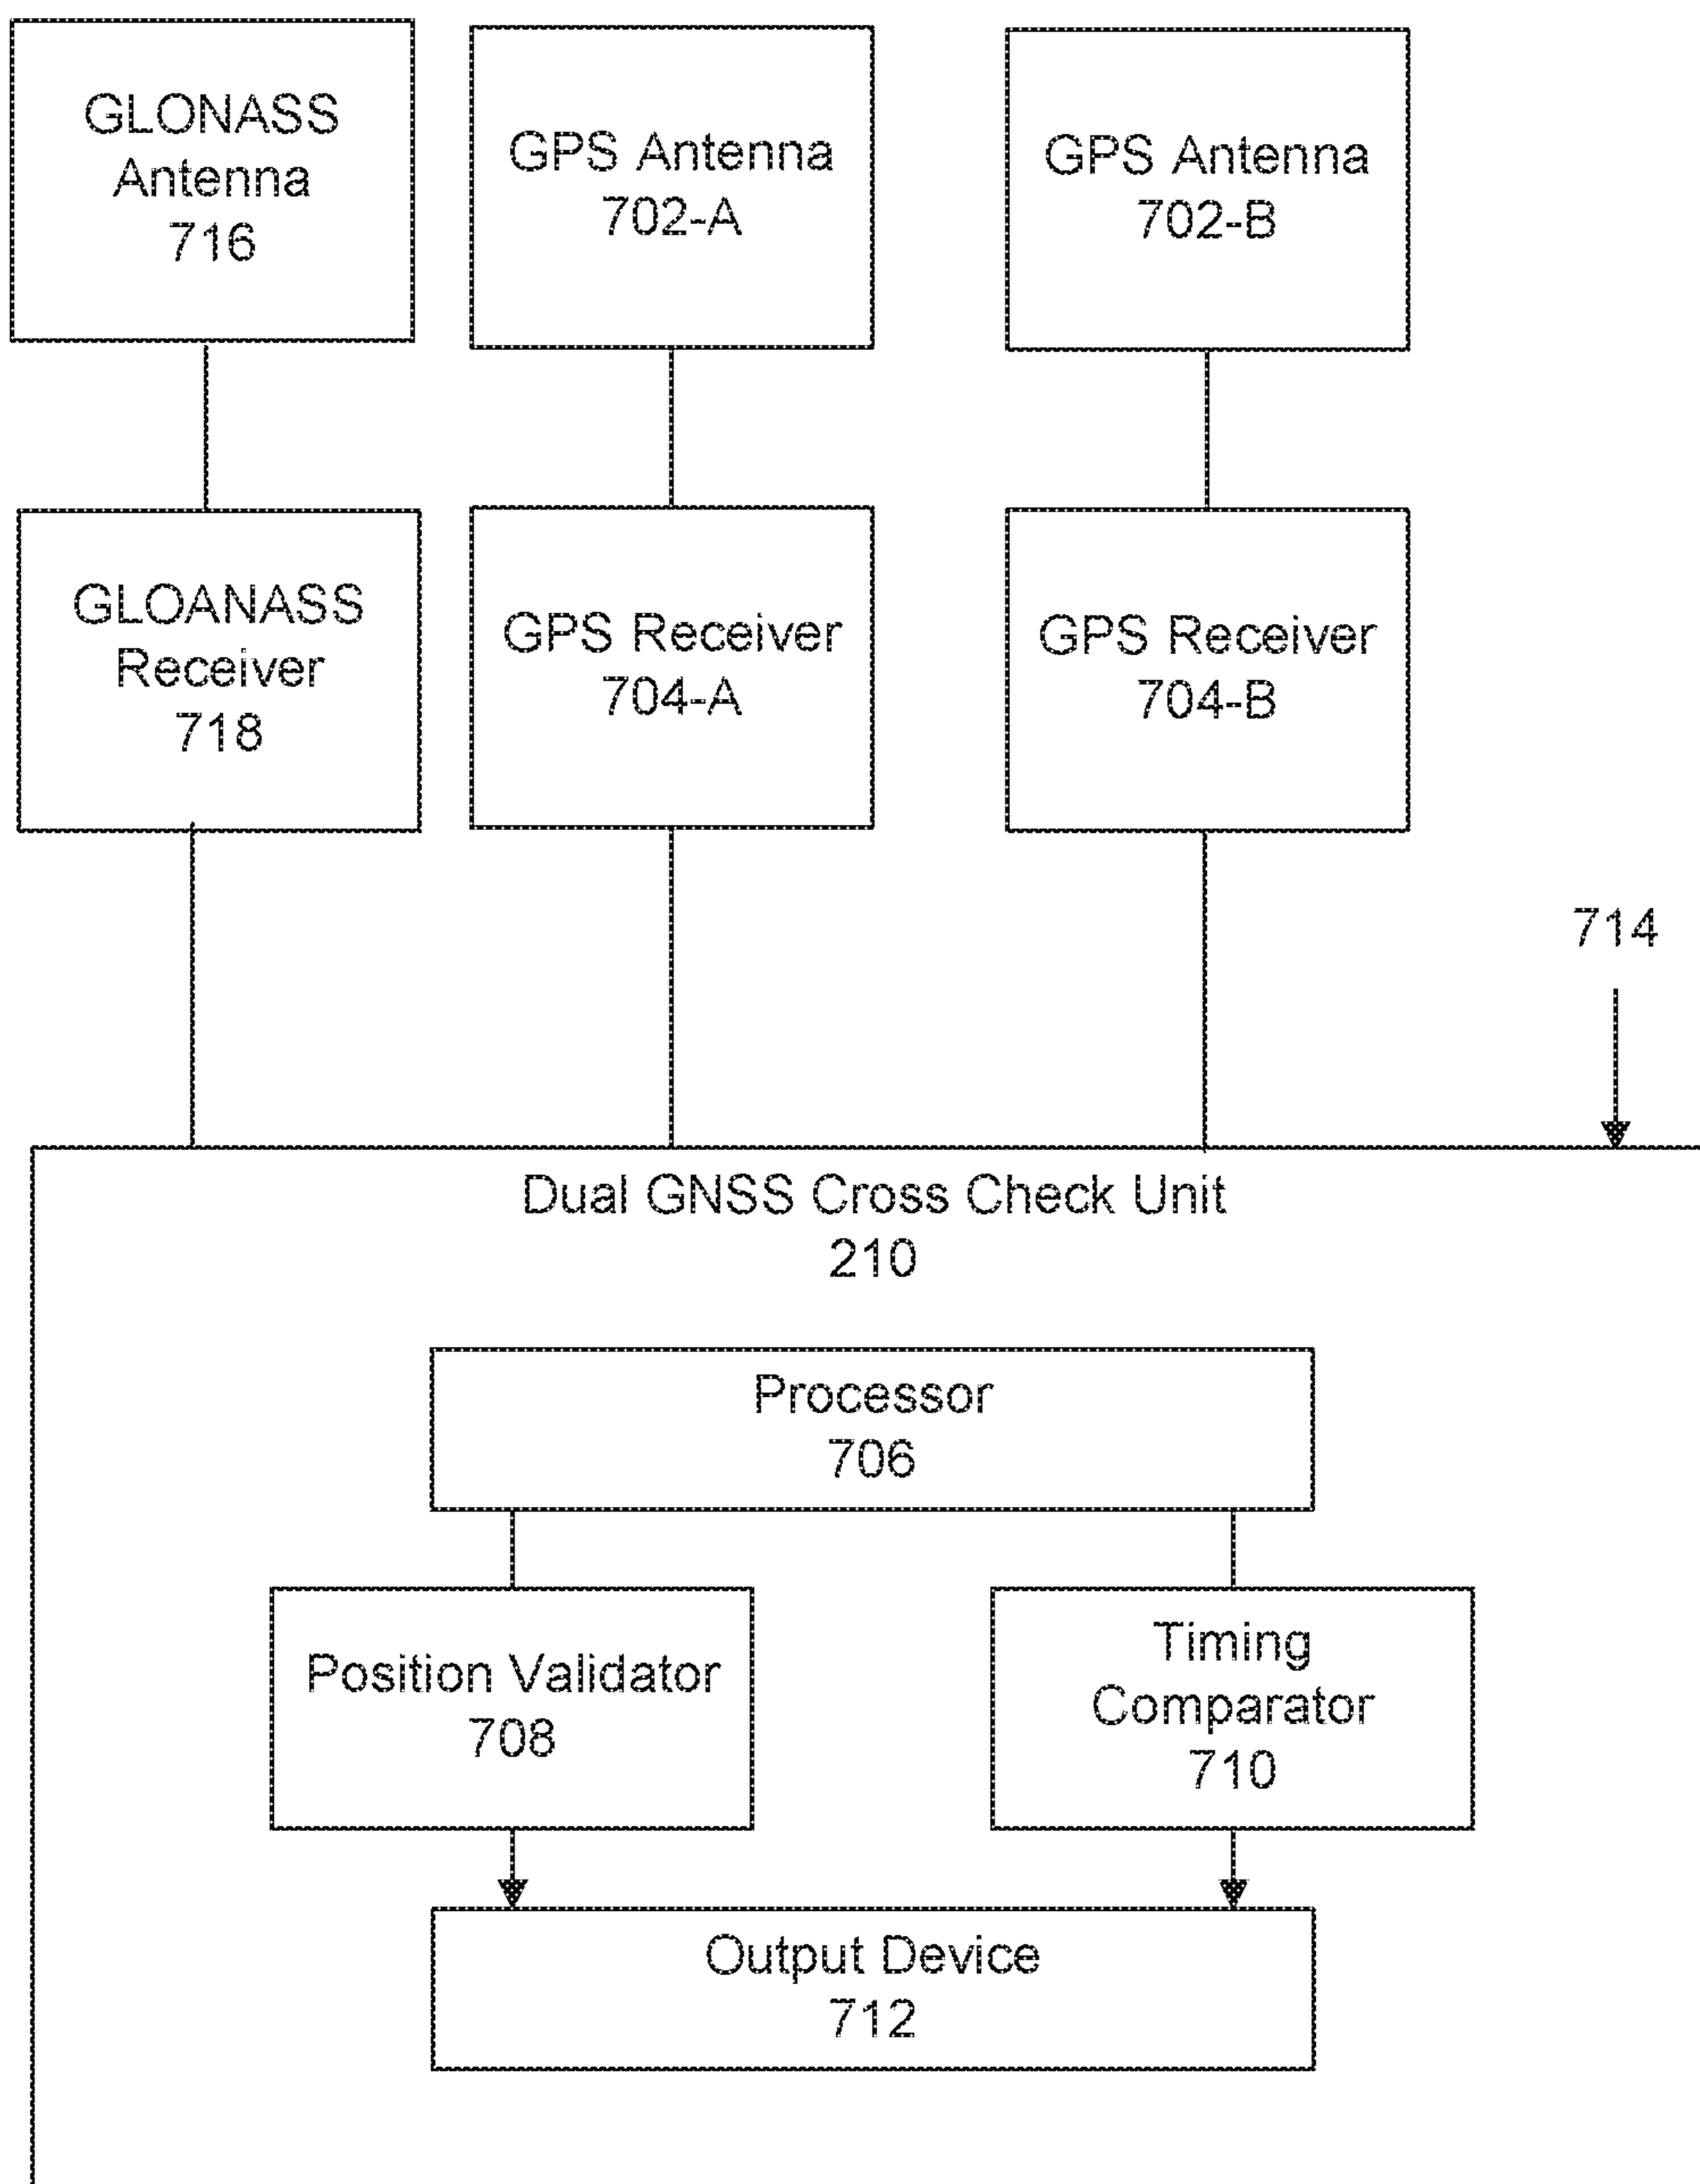 GLONASS
Antenna
716
GPS Antenna
702-A
GPS Antenna
702-B
GLOANASS
Receiver
718
GPS Receiver
704-A
GPS Receiver
704-B
714
Dual GNSS Cross Check Unit
210
Processor
706
Position Validator
708
Timing
Comparator
710
Output Device
712